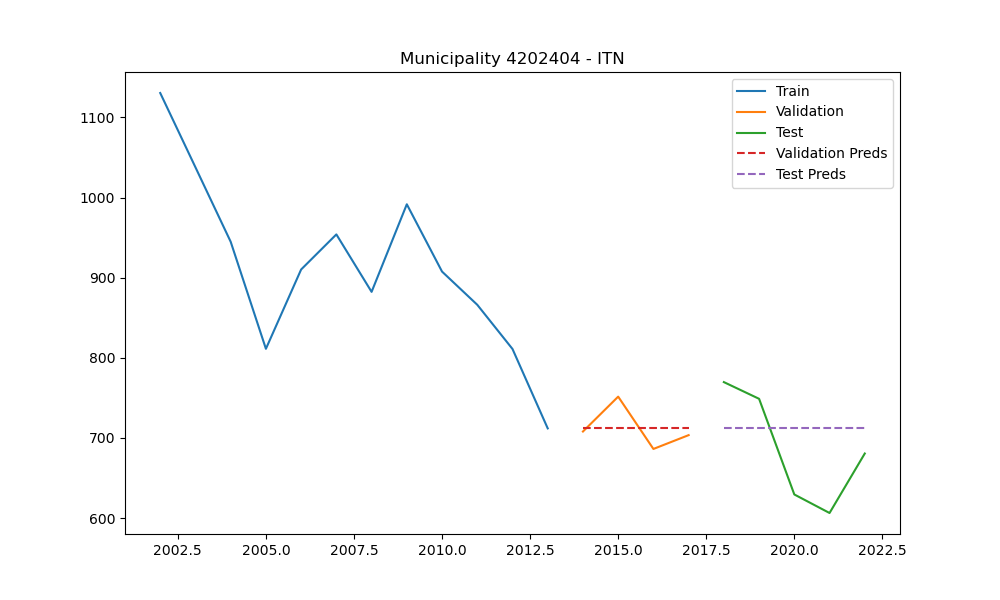 Municipality 4202404 - ITN
Train
Validation
Test
Validation Preds
Test Preds
1100
1000
900
800
700
600
2002.5 2005.0 2007.5 2010.0 2012.5 2015.0 2017.5 2020.0 2022.5